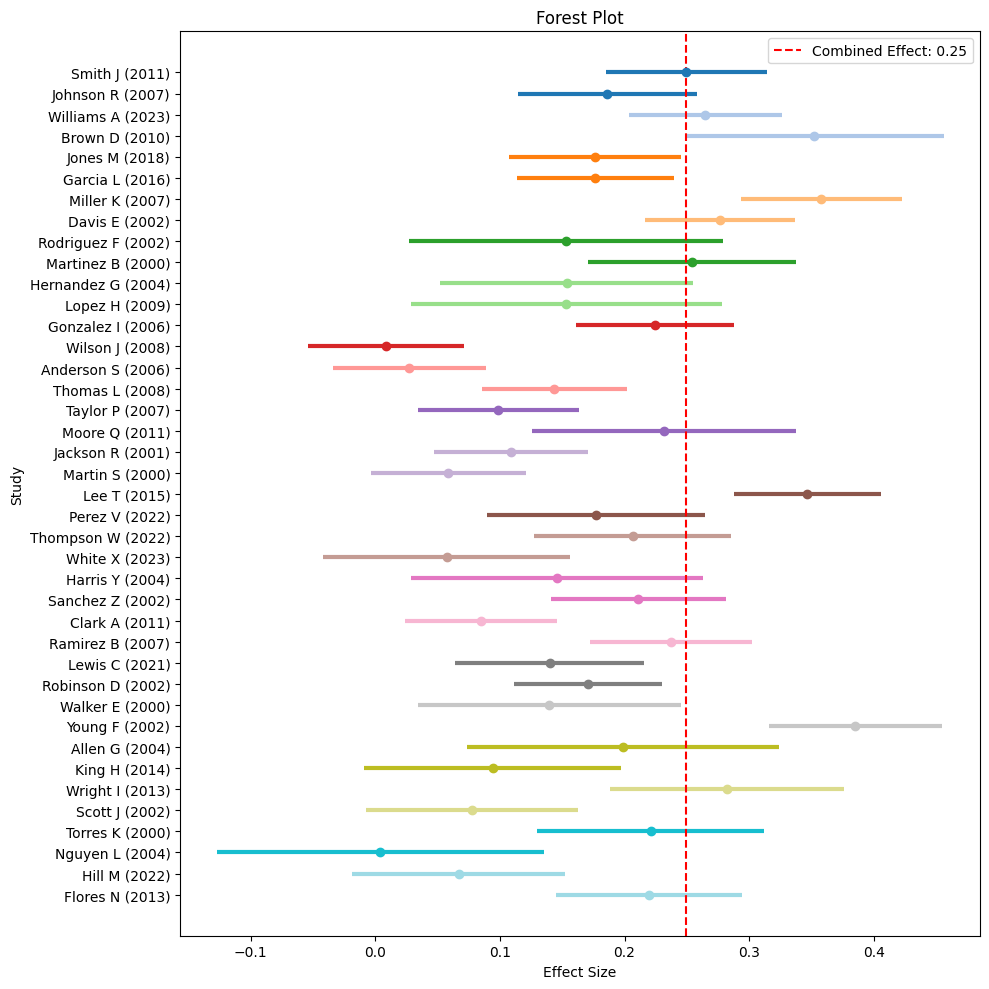 Forest Plot
Combined Effect: 0.25
Smith J (2011)
Johnson R (2007)
Williams A (2023)
Brown D (2010)
Jones M (2018)
Garcia L (2016)
Miller K (2007)
Davis E (2002)
Rodriguez F (2002)
Martinez B (2000)
Hernandez G (2004)
Lopez H (2009)
Gonzalez I (2006)
Wilson J (2008)
Anderson S (2006)
Thomas L (2008)
Taylor P (2007)
Moore Q (2011)
Jackson R (2001)
Martin S (2000)
Lee T (2015)
Perez V (2022)
Thompson W (2022)
White X (2023)
Harris Y (2004)
Sanchez Z (2002)
Clark A (2011)
Ramirez B (2007)
Lewis C (2021)
Robinson D (2002)
Walker E (2000)
Young F (2002)
Allen G (2004)
King H (2014)
Wright I (2013)
Scott J (2002)
Torres K (2000)
Nguyen L (2004)
Hill M (2022)
Flores N (2013)
Study
−0.1 0.0 0.1 0.2 0.3 0.4
Effect Size